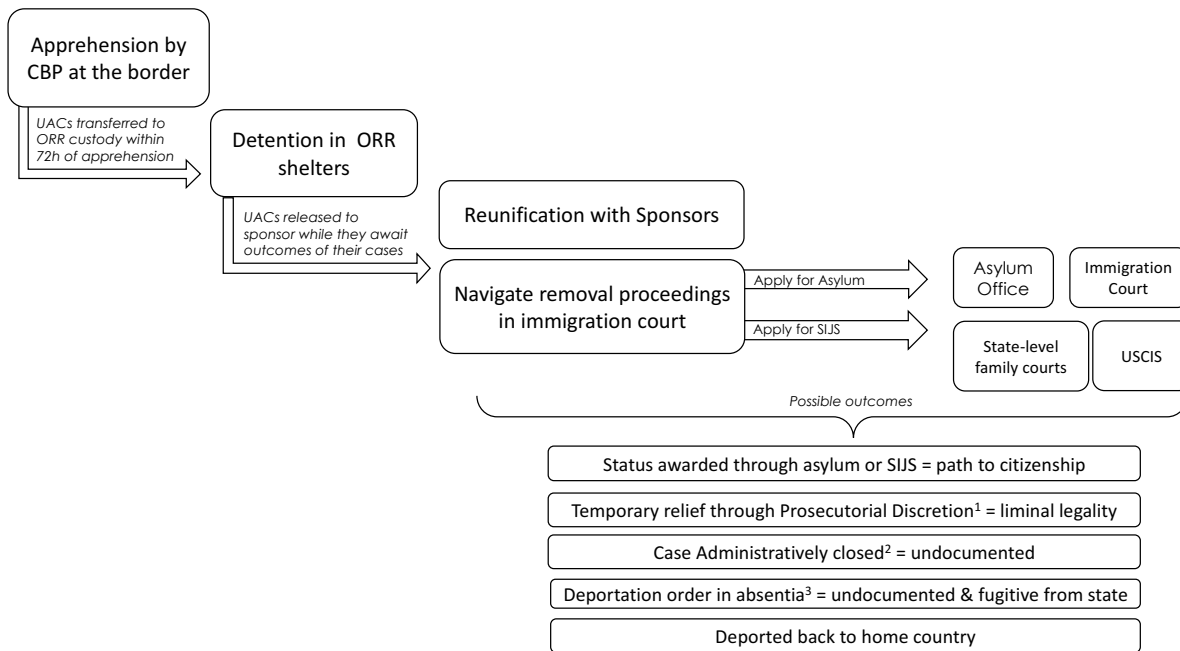 Apprehension by
CBP at the border
UACs transferred to
ORR custody within
72h of apprehension
Detention in ORR
shelters
UACs released to
sponsor while they await
outcomes of their cases
Reunification with Sponsors
Navigate removal proceedings
in immigration court
Apply for Asylum
Apply for SIJS
Asylum
Office
Immigration
Court
State-level
family courts
USCIS
Possible outcomes
Status awarded through asylum or SIJS = path to citizenship
Temporary relief through Prosecutorial Discretion¹ = liminal legality
Case Administratively closed² = undocumented
Deportation order in absentia³ = undocumented & fugitive from state
Deported back to home country